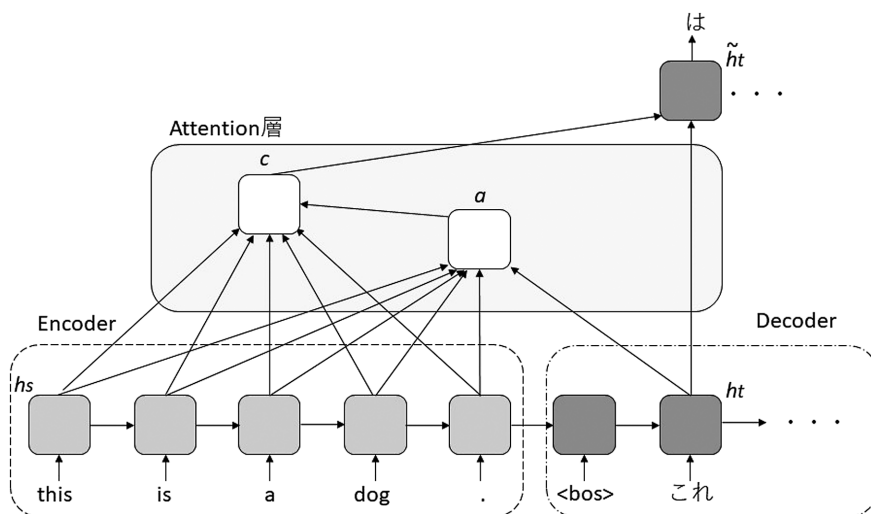 は
h̃t
. . .
Attention層
c
a
Encoder
Decoder
hs
ht
. . .
this is a dog . <bos> これ